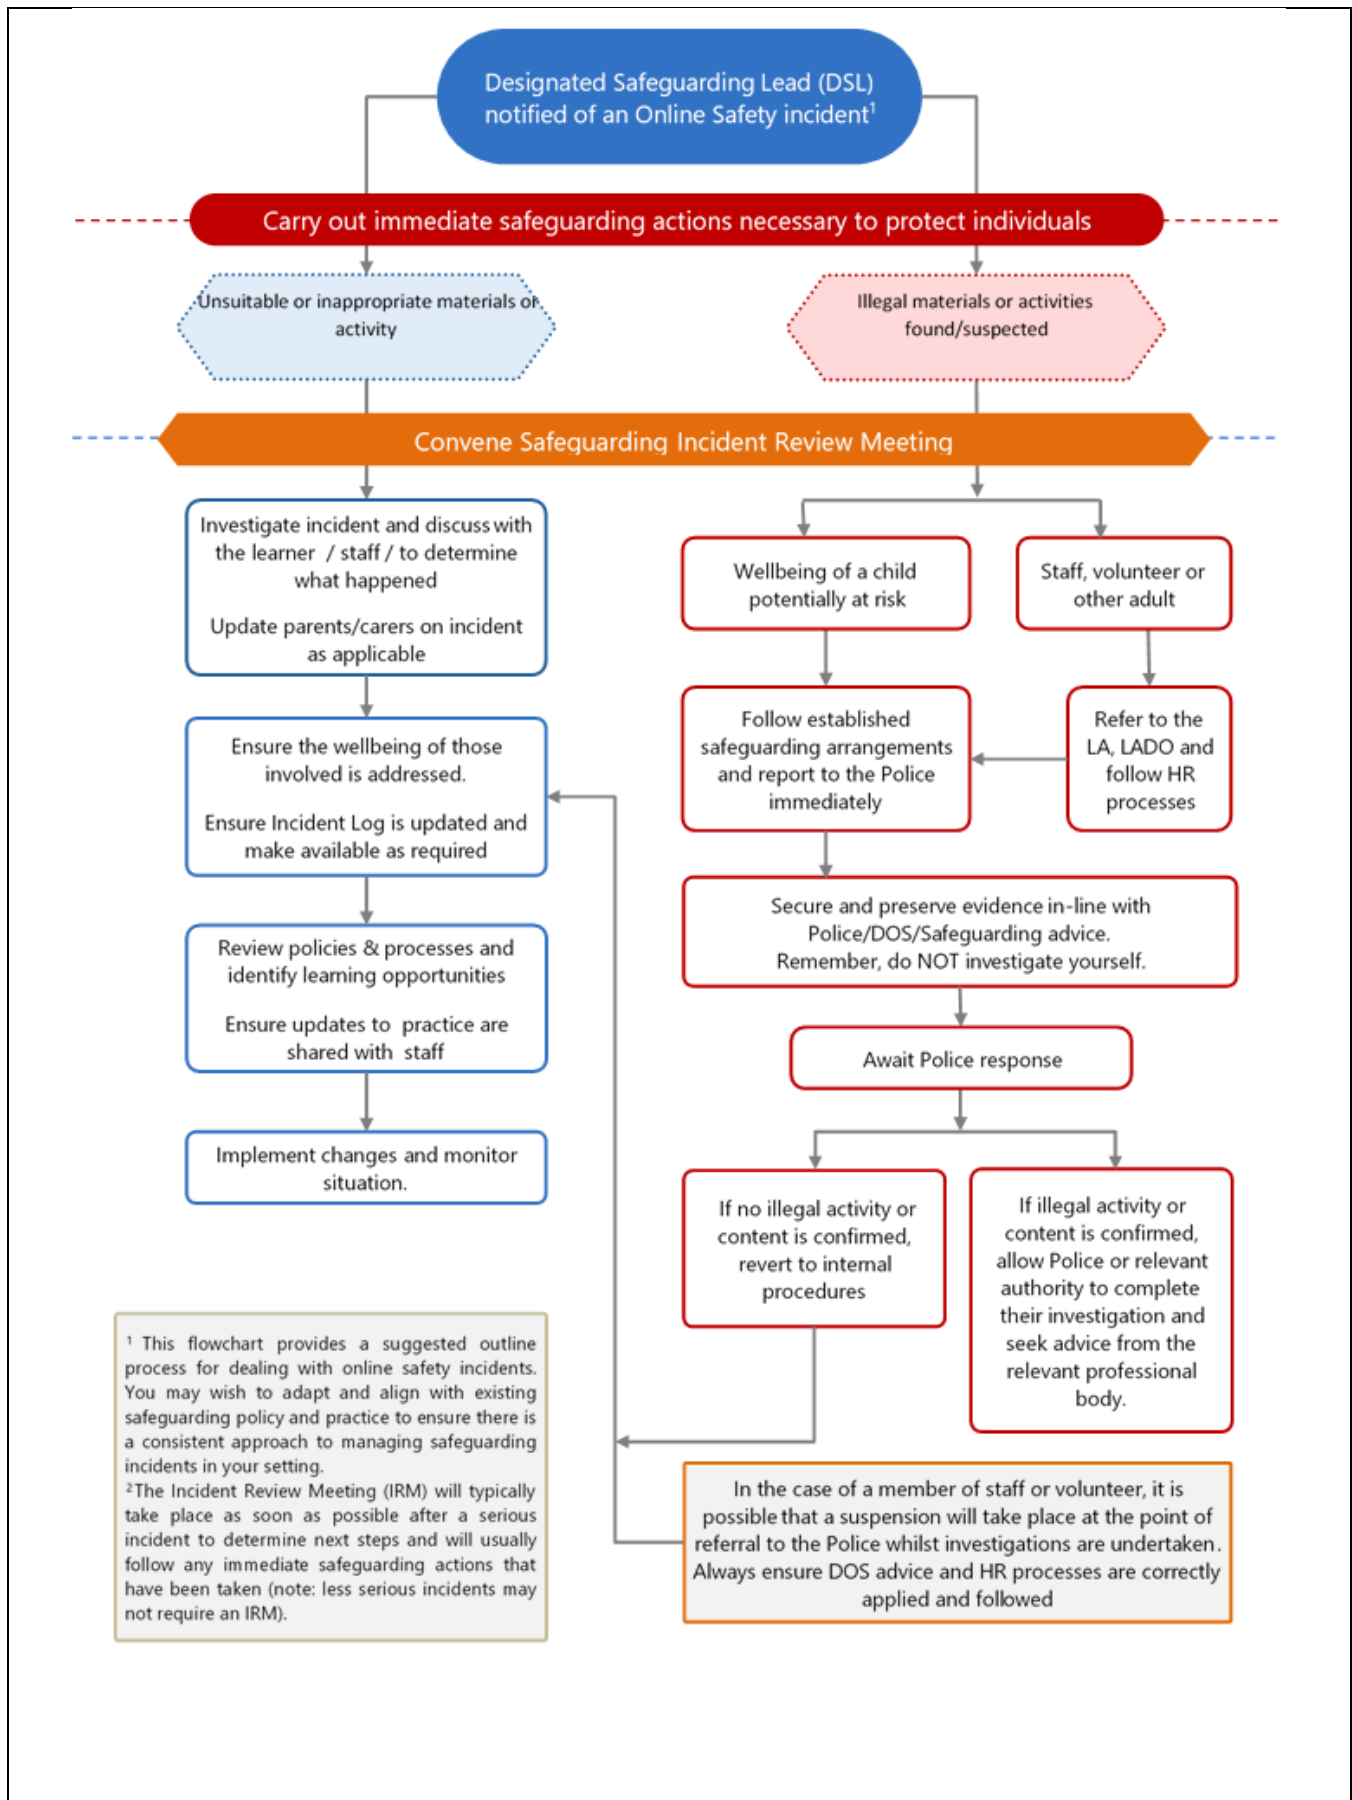 Designated Safeguarding Lead (DSL)
notified of an Online Safety incident¹
Carry out immediate safeguarding actions necessary to protect individuals
Unsuitable or inappropriate materials or
activity
Illegal materials or activities
found/suspected
Convene Safeguarding Incident Review Meeting
Investigate incident and discuss with
the learner / staff / to determine
what happened
Update parents/carers on incident
as applicable
Wellbeing of a child
potentially at risk
Staff, volunteer or
other adult
Ensure the wellbeing of those
involved is addressed.
Ensure Incident Log is updated and
make available as required
Follow established
safeguarding arrangements
and report to the Police
immediately
Refer to the
LA, LADO and
follow HR
processes
Secure and preserve evidence in-line with
Police/DOS/Safeguarding advice.
Remember, do NOT investigate yourself.
Review policies & processes and
identify learning opportunities
Ensure updates to practice are
shared with staff
Await Police response
Implement changes and monitor
situation.
If no illegal activity or
content is confirmed,
revert to internal
procedures
If illegal activity or
content is confirmed,
allow Police or relevant
authority to complete
their investigation and
seek advice from the
relevant professional
body.
¹ This flowchart provides a suggested outline
process for dealing with online safety incidents.
You may wish to adapt and align with existing
safeguarding policy and practice to ensure there is
a consistent approach to managing safeguarding
incidents in your setting.
²The Incident Review Meeting (IRM) will typically
take place as soon as possible after a serious
incident to determine next steps and will usually
follow any immediate safeguarding actions that
have been taken (note: less serious incidents may
not require an IRM).
In the case of a member of staff or volunteer, it is
possible that a suspension will take place at the point of
referral to the Police whilst investigations are undertaken.
Always ensure DOS advice and HR processes are correctly
applied and followed